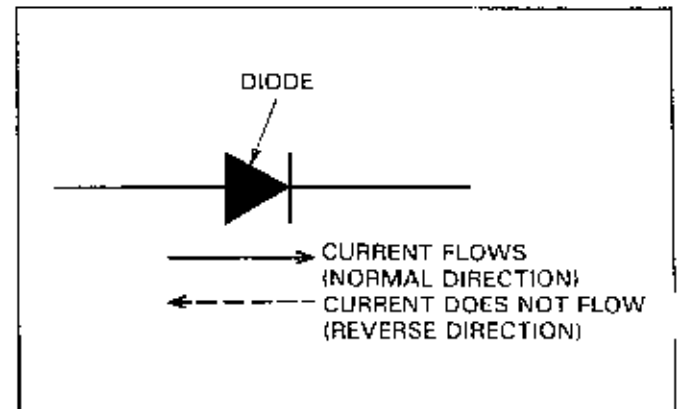 DIODE
CURRENT FLOWS
(NORMAL DIRECTION)
CURRENT DOES NOT FLOW
(REVERSE DIRECTION)